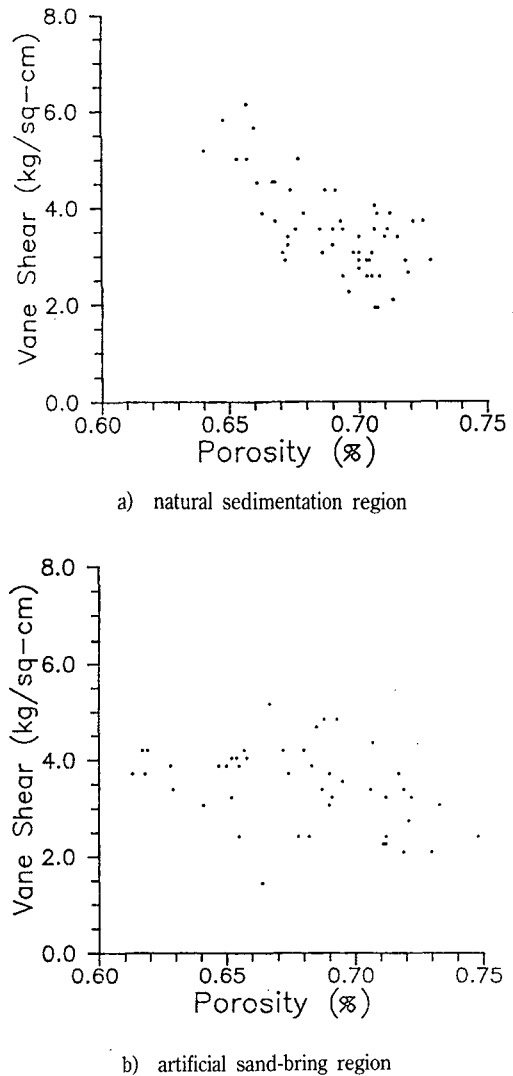 8.0
6.0
4.0
2.0
0.0
Vane Shear (kg/sq-cm)
0.60 0.65 0.70 0.75
Porosity (%)
a) natural sedimentation region
8.0
6.0
4.0
2.0
0.0
Vane Shear (kg/sq-cm)
0.60 0.65 0.70 0.75
Porosity (%)
b) artificial sand-bring region